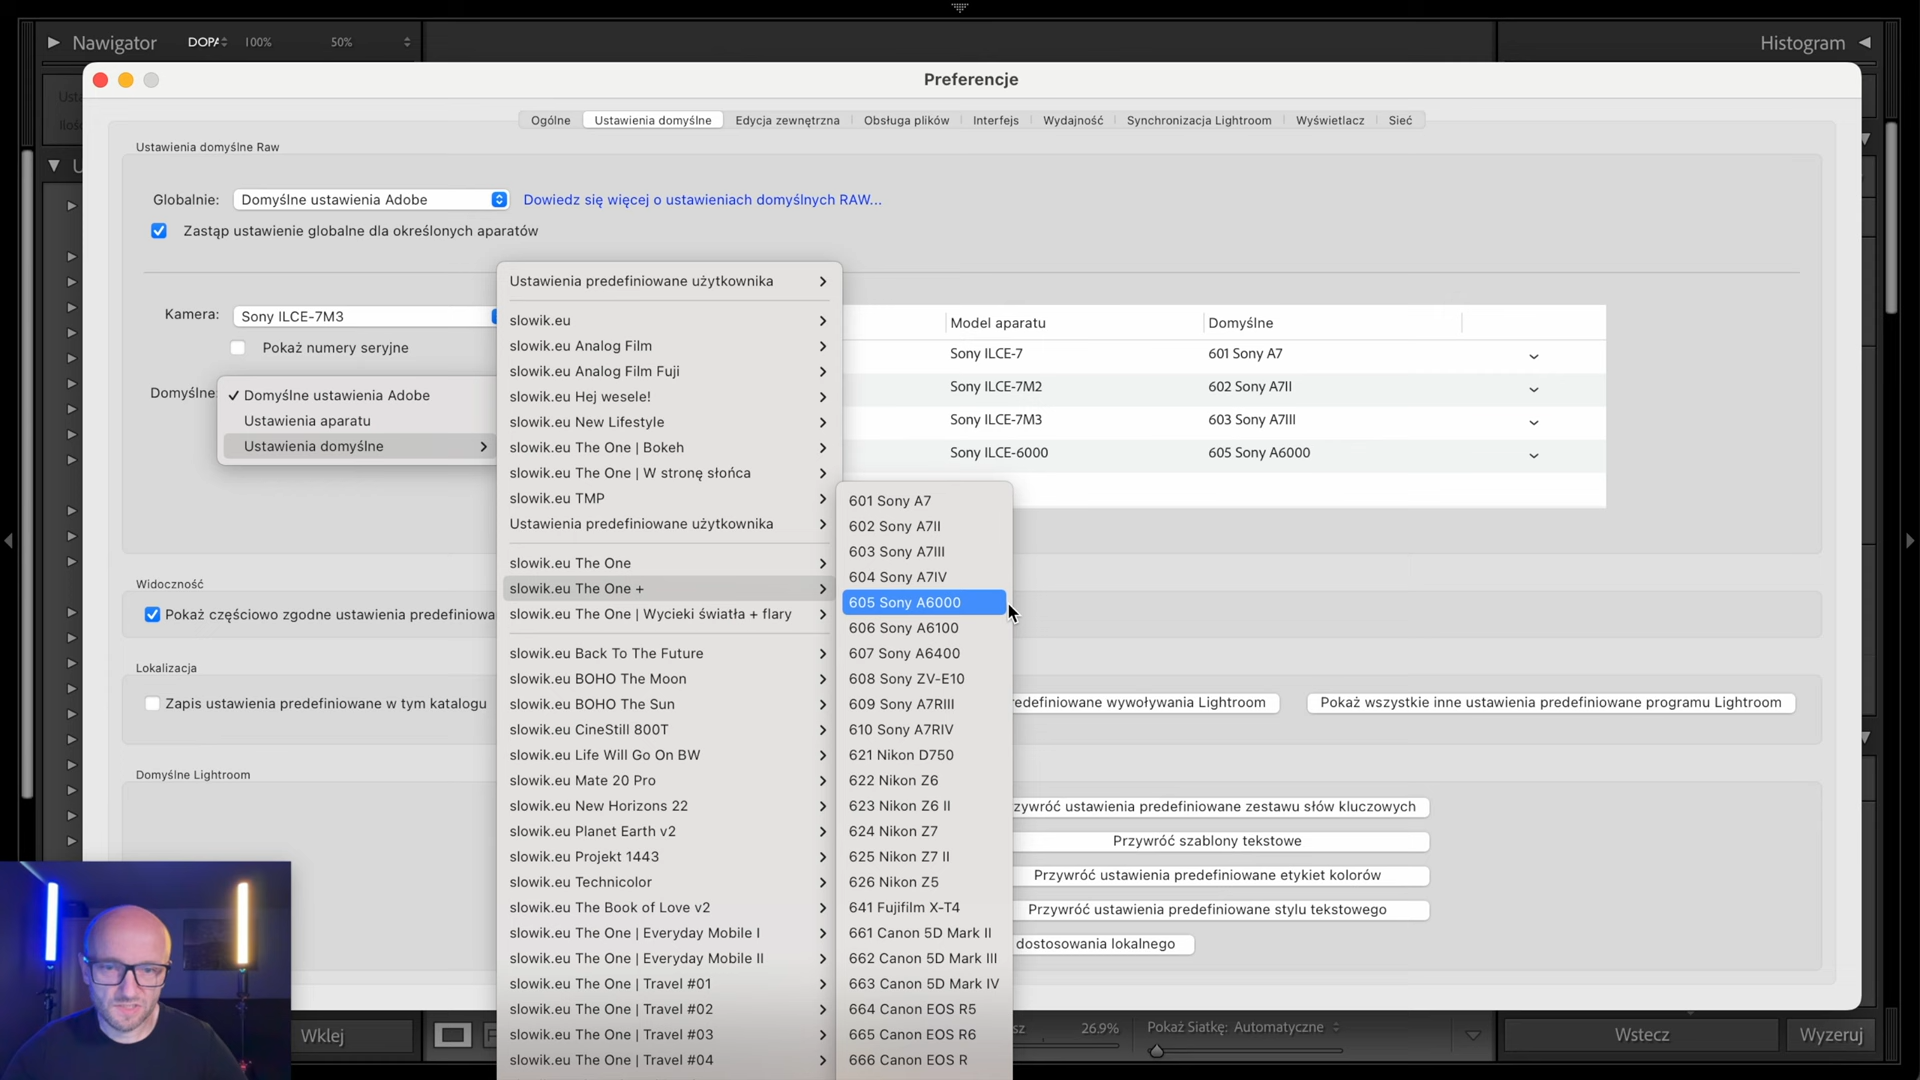 Nawigator
DOPA
100%
50%
Histogram
Preferencje
Ogólne
Ustawienia domyślne
Edycja zewnętrzna
Obsługa plików
Interfejs
Wydajność
Synchronizacja Lightroom
Wyświetlacz
Sieć
Ustawienia domyślne Raw
Globalnie:
Domyślne ustawienia Adobe
Dowiedz się więcej o ustawieniach domyślnych RAW...
Zastąp ustawienie globalne dla określonych aparatów
Kamera:
Sony ILCE-7M3
Pokaż numery seryjne
Domyślne
Domyślne ustawienia Adobe
Ustawienia aparatu
Ustawienia domyślne
Ustawienia predefiniowane użytkownika
slowik.eu
slowik.eu Analog Film
slowik.eu Analog Film Fuji
slowik.eu Hej wesele!
slowik.eu New Lifestyle
slowik.eu The One | Bokeh
slowik.eu The One | W stronę słońca
slowik.eu TMP
Ustawienia predefiniowane użytkownika
slowik.eu The One
slowik.eu The One +
slowik.eu The One | Wycieki światła + flary
slowik.eu Back To The Future
slowik.eu BOHO The Moon
slowik.eu BOHO The Sun
slowik.eu CineStill 800T
slowik.eu Life Will Go On BW
slowik.eu Mate 20 Pro
slowik.eu New Horizons 22
slowik.eu Planet Earth v2
slowik.eu Projekt 1443
slowik.eu Technicolor
slowik.eu The Book of Love v2
slowik.eu The One | Everyday Mobile I
slowik.eu The One | Everyday Mobile II
slowik.eu The One | Travel #01
slowik.eu The One | Travel #02
slowik.eu The One | Travel #03
slowik.eu The One | Travel #04
601 Sony A7
602 Sony A7II
603 Sony A7III
604 Sony A7IV
605 Sony A6000
606 Sony A6100
607 Sony A6400
608 Sony ZV-E10
609 Sony A7RIII
610 Sony A7RIV
621 Nikon D750
622 Nikon Z6
623 Nikon Z6 II
624 Nikon Z7
625 Nikon Z7 II
626 Nikon Z5
641 Fujifilm X-T4
661 Canon 5D Mark II
662 Canon 5D Mark III
663 Canon 5D Mark IV
664 Canon EOS R5
665 Canon EOS R6
666 Canon EOS R
Model aparatu
Domyślne
Sony ILCE-7
601 Sony A7
Sony ILCE-7M2
602 Sony A7II
Sony ILCE-7M3
603 Sony A7III
Sony ILCE-6000
605 Sony A6000
Widoczność
Pokaż częściowo zgodne ustawienia predefiniowa
Lokalizacja
Zapis ustawienia predefiniowane w tym katalogu
redefiniowane wywoływania Lightroom
Pokaż wszystkie inne ustawienia predefiniowane programu Lightroom
Domyślne Lightroom
zywróć ustawienia predefiniowane zestawu słów kluczowych
Przywróć szablony tekstowe
Przywróć ustawienia predefiniowane etykiet kolorów
Przywróć ustawienia predefiniowane stylu tekstowego
dostosowania lokalnego
Wklej
sz
26.9%
Pokaż Siatkę: Automatyczne
Wstecz
Wyzeruj